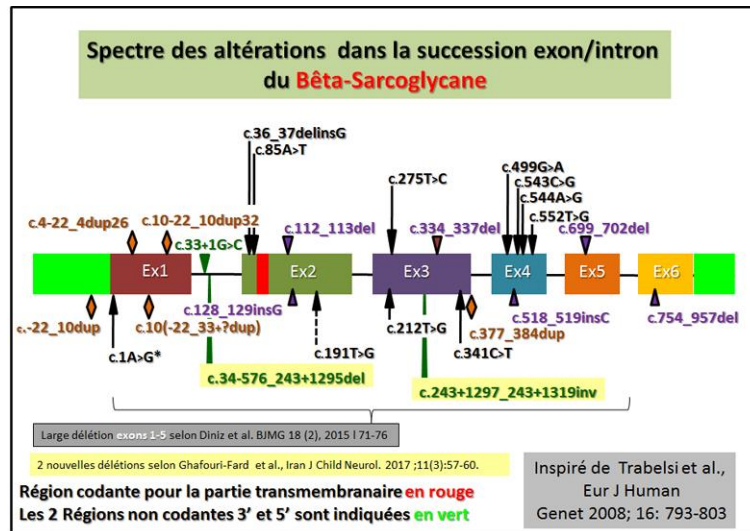 Spectre des altérations dans la succession exon/intron
du Bêta-Sarcoglycane
c.36_37delinsG
c.85A>T
c.499G>A
c.275T>C
c.543C>G
c.544A>G
c.552T>G
c.4-22_4dup26
c.10-22_10dup32
c.33+1G>C
c.112_113del
c.334_337del
c.699_702del
Ex1
Ex2
Ex3
Ex4
Ex5
Ex6
c.-22_10dup
c.10(-22_33+?dup)
c.128_129insG
c.212T>G
c.518_519insC
c.754_957del
c.1A>G*
c.191T>G
c.377_384dup
c.341C>T
c.34-576_243+1295del
c.243+1297_243+1319inv
Large délétion exons 1-5 selon Diniz et al. BJMG 18 (2), 2015 l 71-76
2 nouvelles délétions selon Ghafouri-Fard et al., Iran J Child Neurol. 2017 ;11(3):57-60.
Région codante pour la partie transmembranaire en rouge
Les 2 Régions non codantes 3’ et 5’ sont indiquées en vert
Inspiré de Trabelsi et al.,
Eur J Human
Genet 2008; 16: 793-803